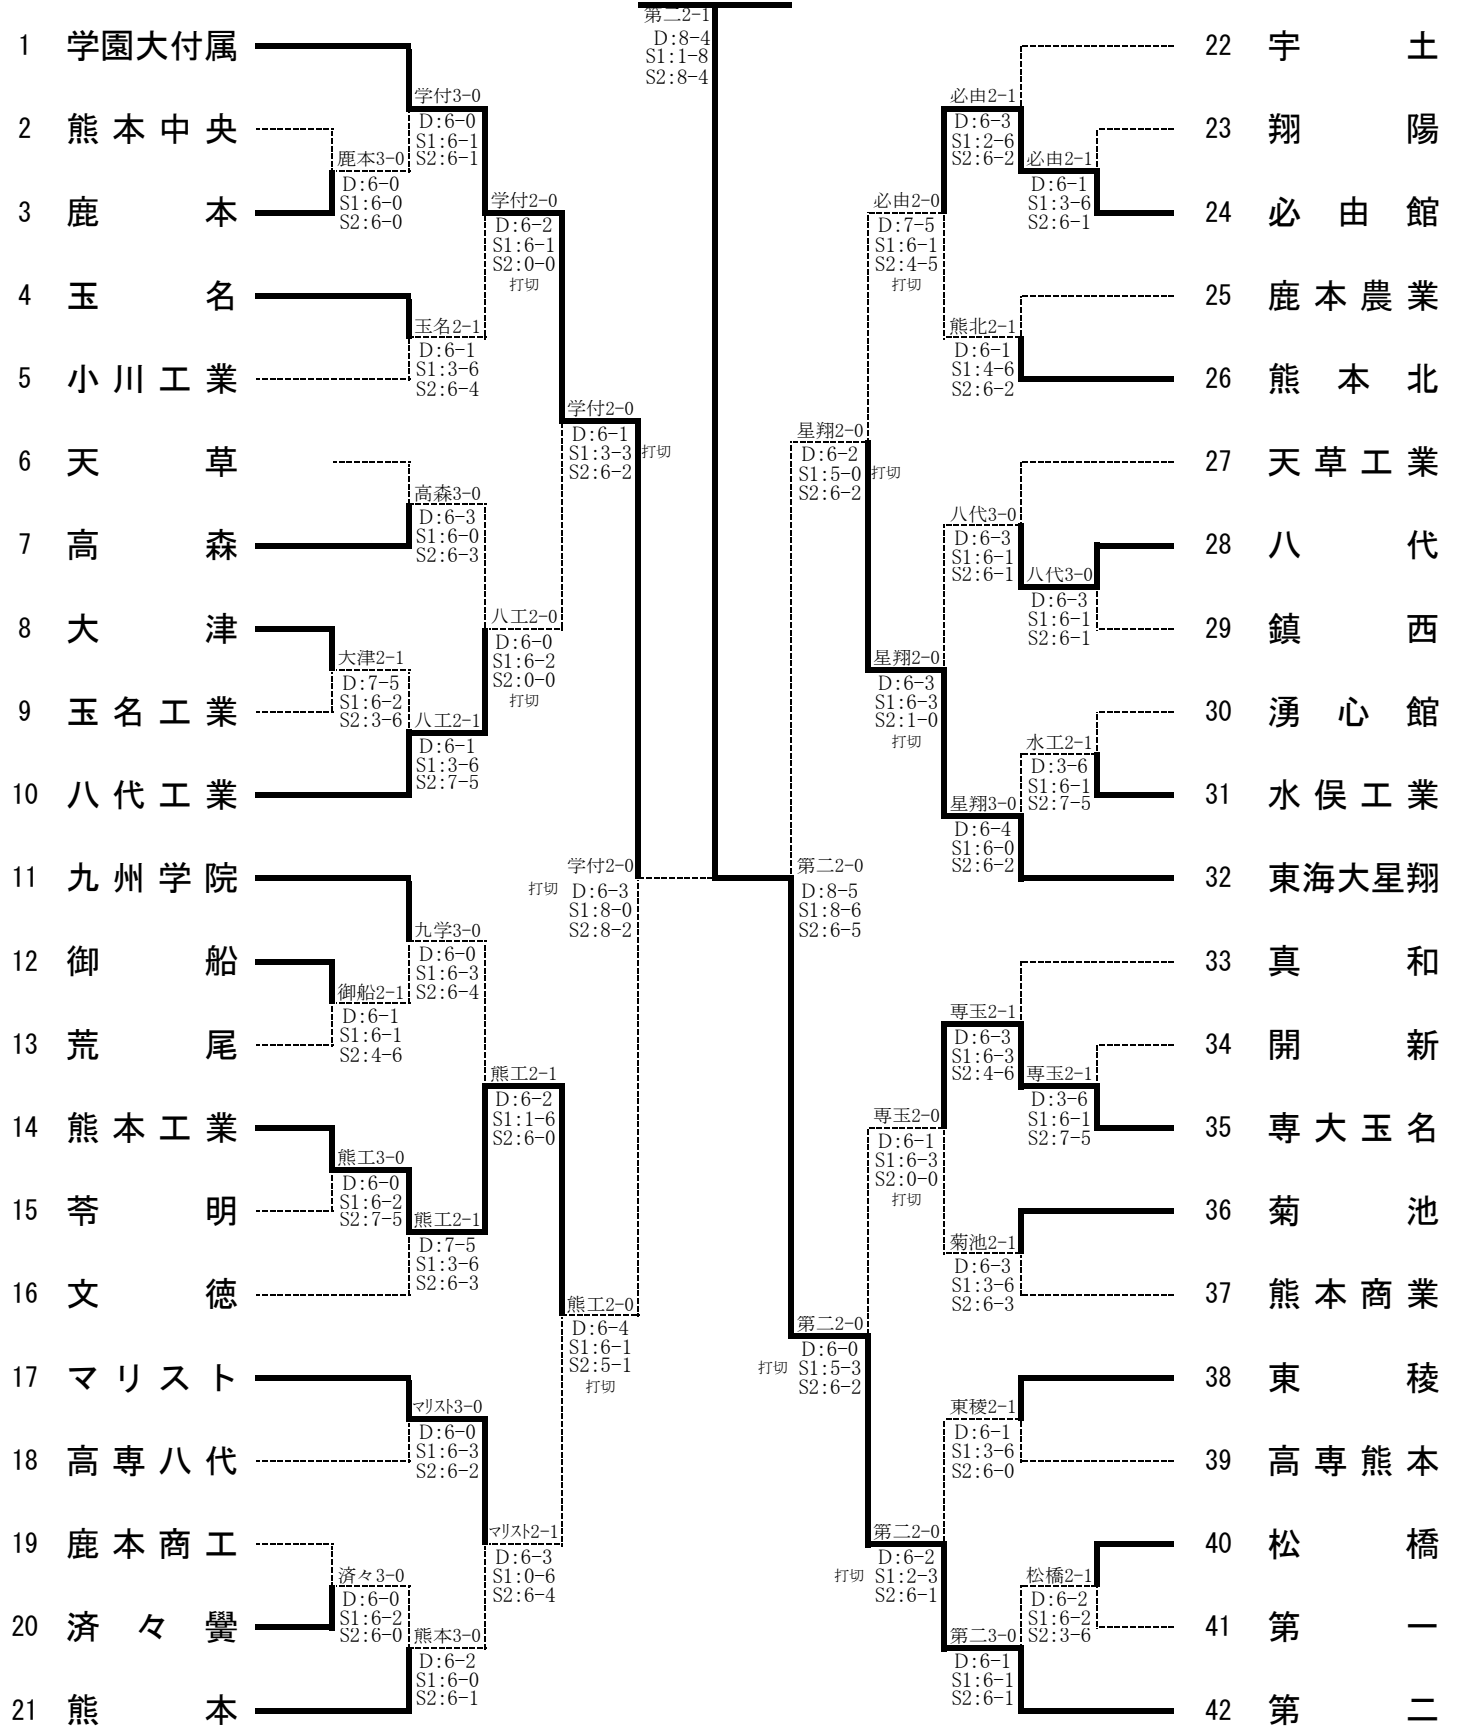 第二2-1
D:8-4
S1:1-8
S2:8-4
1 学園大付属
学付3-0
D:6-0
S1:6-1
S2:6-1
2 熊本中央
鹿本3-0
D:6-0
S1:6-0
S2:6-0
3 鹿本
学付2-0
D:6-2
S1:6-1
S2:0-0
打切
4 玉名
玉名2-1
D:6-1
S1:3-6
S2:6-4
5 小川工業
学付2-0
D:6-1
S1:3-3
S2:6-2
打切
6 天草
高森3-0
D:6-3
S1:6-0
S2:6-3
7 高森
八工2-0
D:6-0
S1:6-2
S2:0-0
打切
8 大津
大津2-1
D:7-5
S1:6-2
S2:3-6
9 玉名工業
八工2-1
D:6-1
S1:3-6
S2:7-5
10 八代工業
学付2-0
打切
D:6-3
S1:8-0
S2:8-2
11 九州学院
九学3-0
D:6-0
S1:6-3
S2:6-4
12 御船
御船2-1
D:6-1
S1:6-1
S2:4-6
13 荒尾
熊工2-1
D:6-2
S1:1-6
S2:6-0
14 熊本工業
熊工3-0
D:6-0
S1:6-2
S2:7-5
15 苓明
熊工2-1
D:7-5
S1:3-6
S2:6-3
16 文徳
熊工2-0
D:6-4
S1:6-1
S2:5-1
打切
17 マリスト
マリスト3-0
D:6-0
S1:6-3
S2:6-2
18 高専八代
マリスト2-1
D:6-3
S1:0-6
S2:6-4
19 鹿本商工
済々3-0
D:6-0
S1:6-2
S2:6-0
20 済々黌
熊本3-0
D:6-2
S1:6-0
S2:6-1
21 熊本
22 宇土
必由2-1
D:6-3
S1:2-6
S2:6-2
23 翔陽
必由2-1
D:6-1
S1:3-6
S2:6-1
24 必由館
必由2-0
D:7-5
S1:6-1
S2:4-5
打切
25 鹿本農業
熊北2-1
D:6-1
S1:4-6
S2:6-2
26 熊本北
星翔2-0
D:6-2
S1:5-0
S2:6-2
打切
27 天草工業
八代3-0
D:6-3
S1:6-1
S2:6-1
28 八代
八代3-0
D:6-3
S1:6-1
S2:6-1
29 鎮西
星翔2-0
D:6-3
S1:6-3
S2:1-0
打切
30 湧心館
水工2-1
D:3-6
S1:6-1
S2:7-5
31 水俣工業
星翔3-0
D:6-4
S1:6-0
S2:6-2
32 東海大星翔
第二2-0
D:8-5
S1:8-6
S2:6-5
33 真和
専玉2-1
D:6-3
S1:6-3
S2:4-6
34 開新
専玉2-1
D:3-6
S1:6-1
S2:7-5
35 専大玉名
専玉2-0
D:6-1
S1:6-3
S2:0-0
打切
36 菊池
菊池2-1
D:6-3
S1:3-6
S2:6-3
37 熊本商業
第二2-0
D:6-0
打切
S1:5-3
S2:6-2
38 東稜
東稜2-1
D:6-1
S1:3-6
S2:6-0
39 高専熊本
第二2-0
D:6-2
打切
S1:2-3
S2:6-1
40 松橋
松橋2-1
D:6-2
S1:6-2
S2:3-6
41 第一
第二3-0
D:6-1
S1:6-1
S2:6-1
42 第二